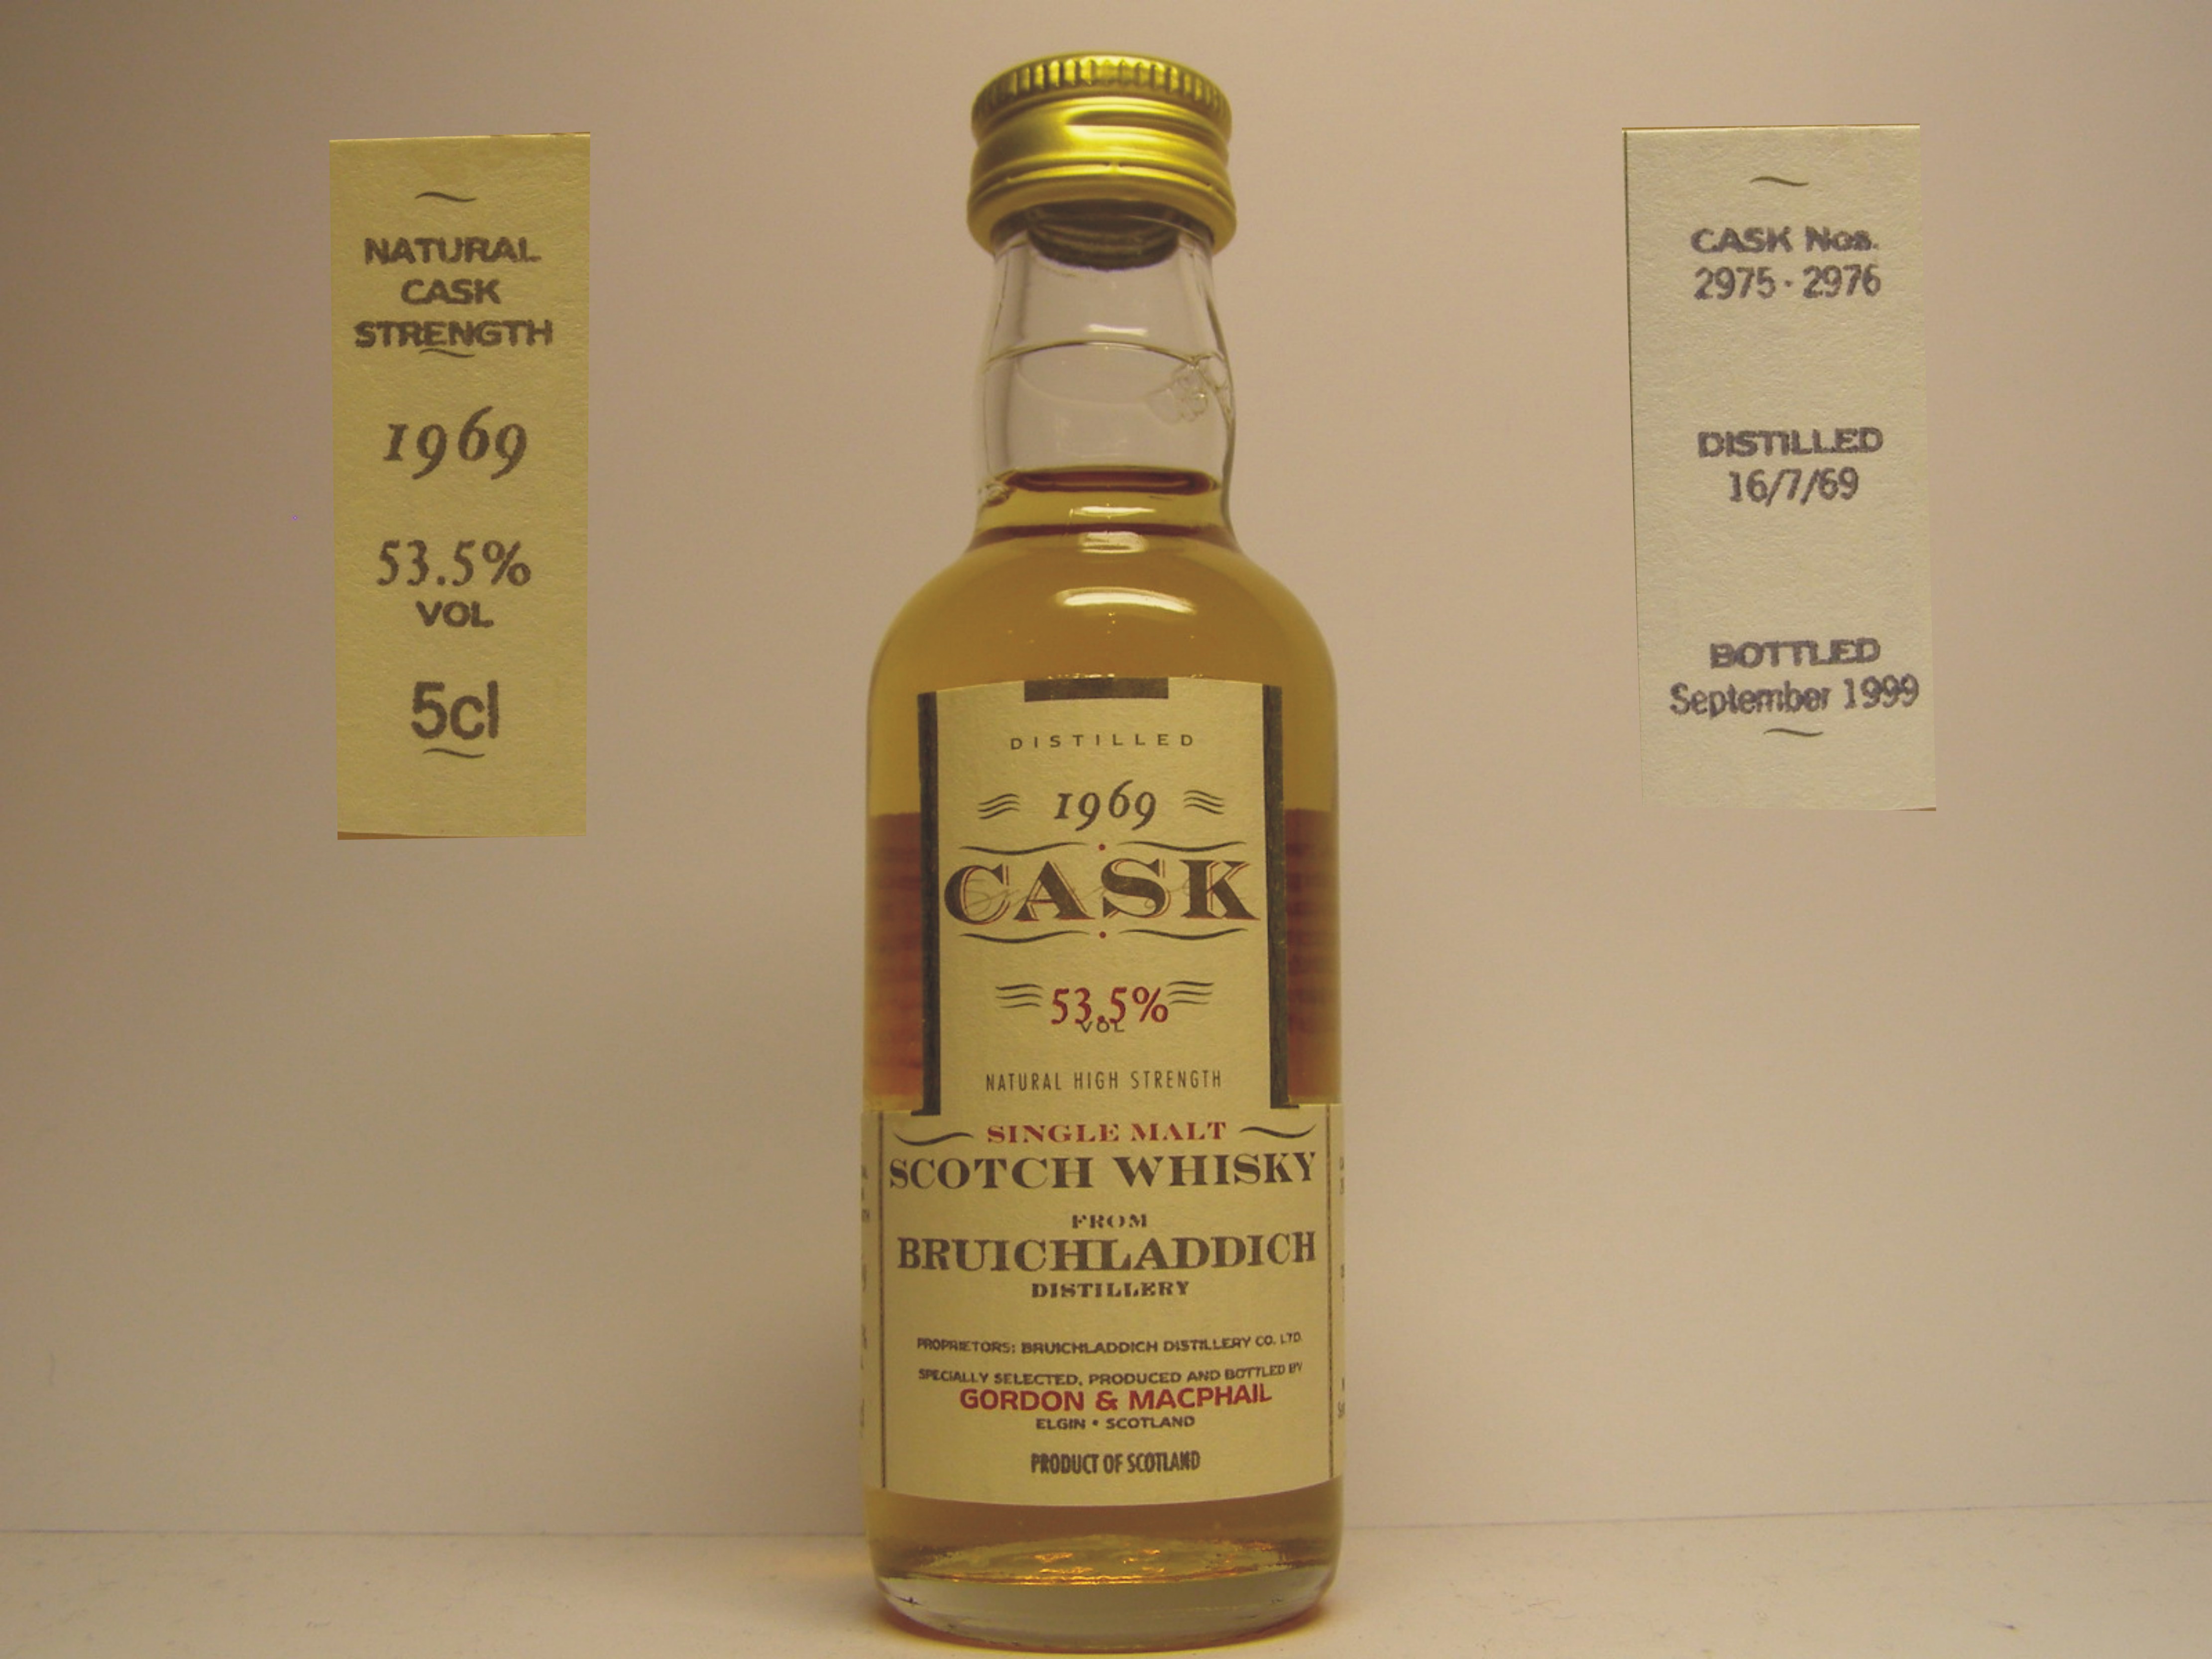 NATURAL
CASK
STRENGTH
1969
53.5%
VOL
5cl
DISTILLED
1969
CASK
53.5%
VOL
NATURAL HIGH STRENGTH
SINGLE MALT
SCOTCH WHISKY
FROM
BRUICHLADDICH
DISTILLERY
PROPRIETORS: BRUICHLADDICH DISTILLERY CO. LTD.
SPECIALLY SELECTED, PRODUCED AND BOTTLED BY
GORDON & MACPHAIL
ELGIN • SCOTLAND
PRODUCT OF SCOTLAND
CASK Nos.
2975 · 2976
DISTILLED
16/7/69
BOTTLED
September 1999